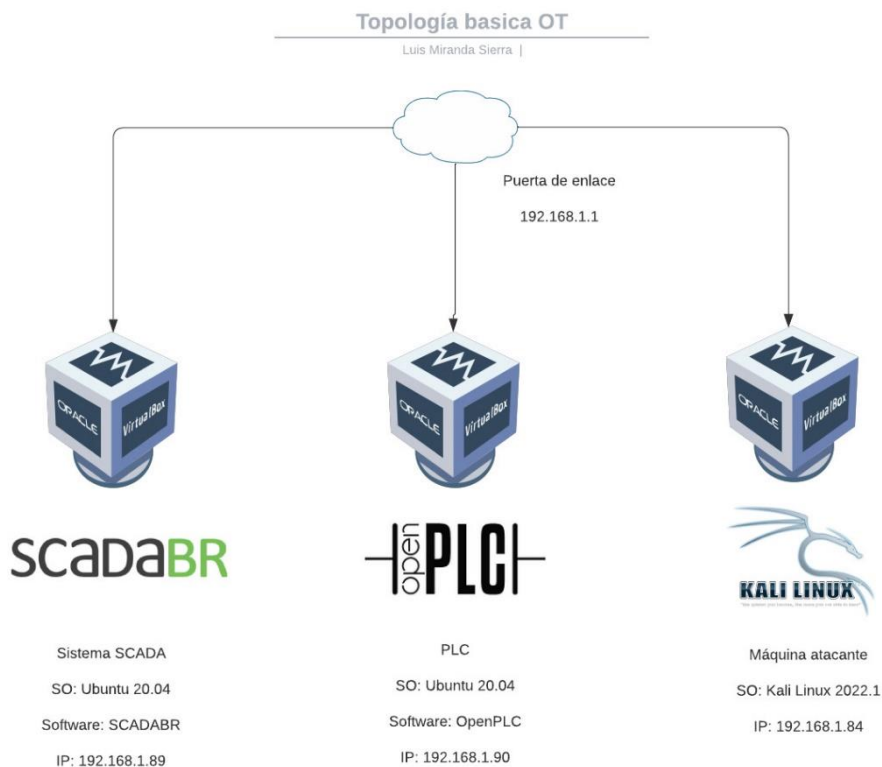 Topología basica OT
Luis Miranda Sierra |
Puerta de enlace
192.168.1.1
ORACLE
VirtualBox
ORACLE
VirtualBox
ORACLE
VirtualBox
SCADABR
open
PLC
KALI LINUX
Sistema SCADA
SO: Ubuntu 20.04
Software: SCADABR
IP: 192.168.1.89
PLC
SO: Ubuntu 20.04
Software: OpenPLC
IP: 192.168.1.90
Máquina atacante
SO: Kali Linux 2022.1
IP: 192.168.1.84